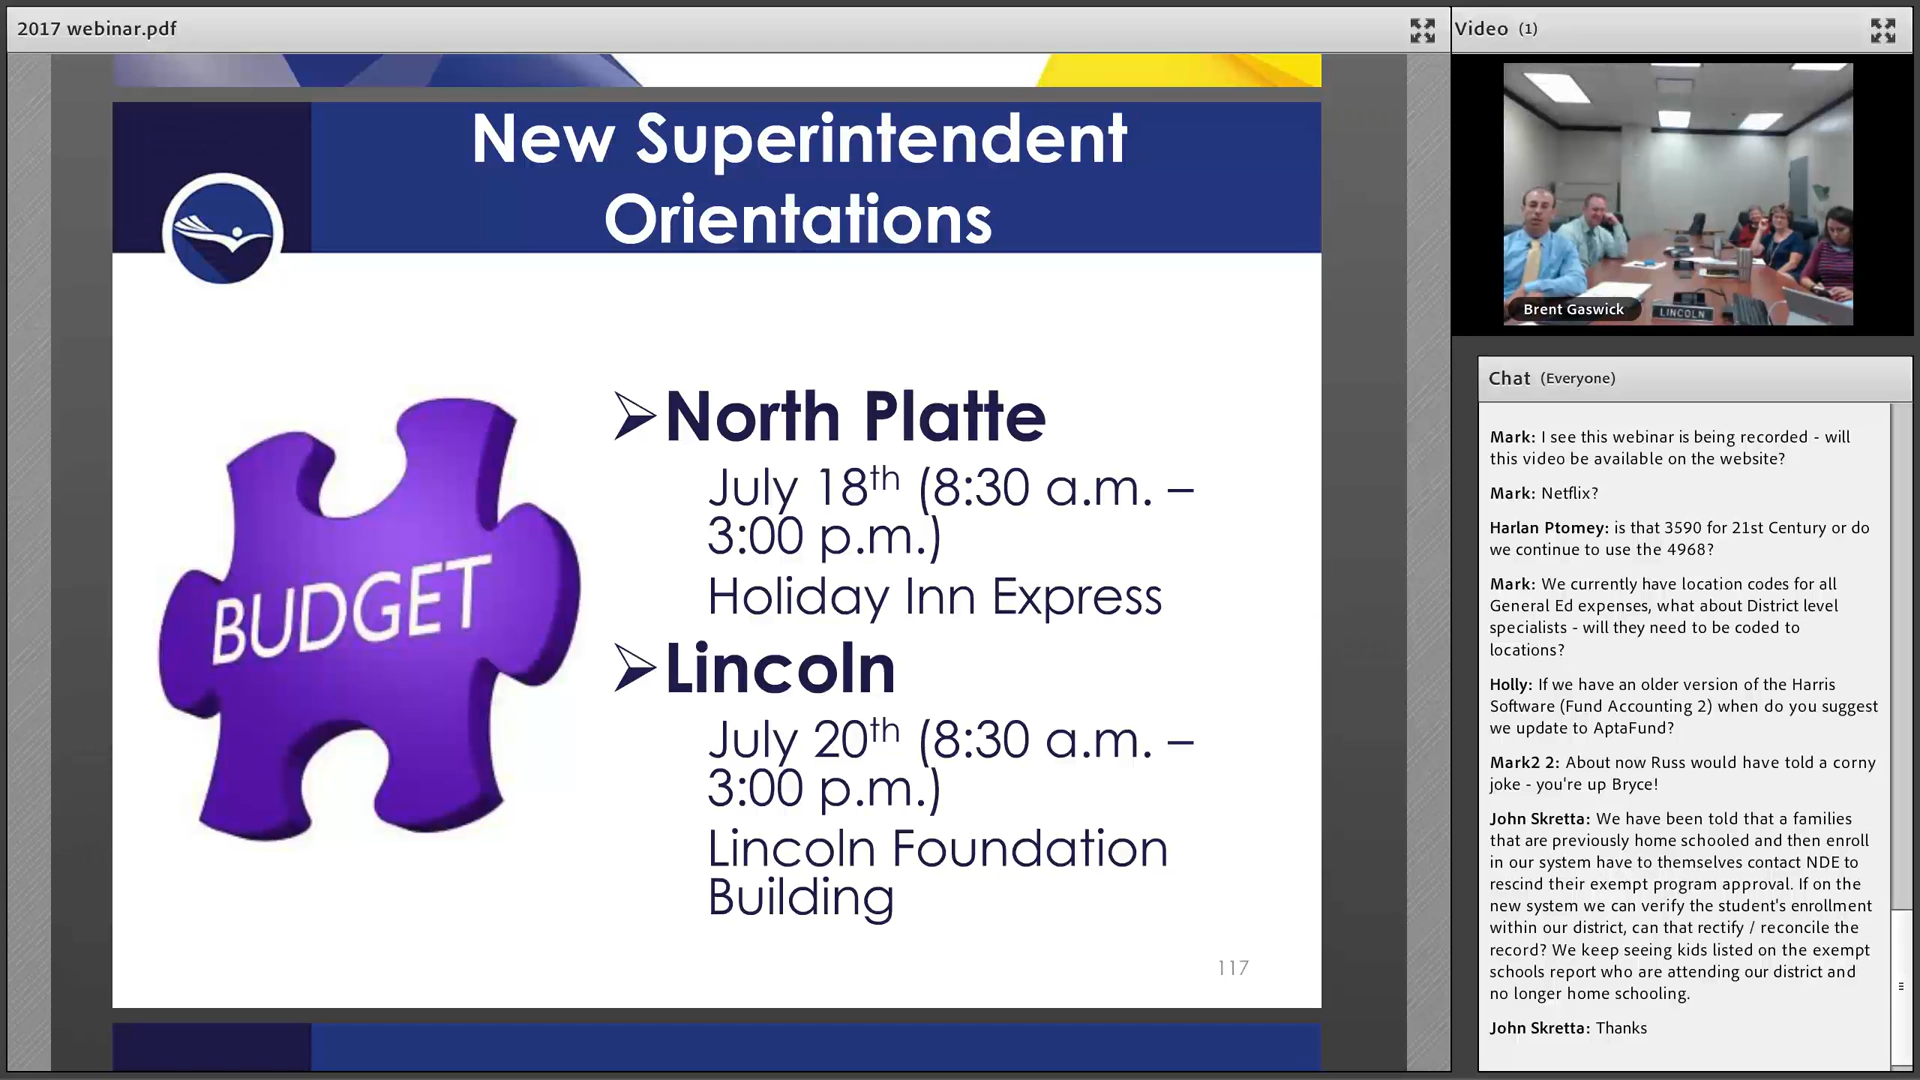 2017 webinar.pdf
New Superintendent
Orientations
BUDGET
➢North Platte
July 18th (8:30 a.m. –
3:00 p.m.)
Holiday Inn Express
➢Lincoln
July 20th (8:30 a.m. –
3:00 p.m.)
Lincoln Foundation
Building
117
Video (1)
Brent Gaswick
LINCOLN
Chat (Everyone)
Mark: I see this webinar is being recorded - will
this video be available on the website?
Mark: Netflix?
Harlan Ptomey: is that 3590 for 21st Century or do
we continue to use the 4968?
Mark: We currently have location codes for all
General Ed expenses, what about District level
specialists - will they need to be coded to
locations?
Holly: If we have an older version of the Harris
Software (Fund Accounting 2) when do you suggest
we update to AptaFund?
Mark2 2: About now Russ would have told a corny
joke - you're up Bryce!
John Skretta: We have been told that a families
that are previously home schooled and then enroll
in our system have to themselves contact NDE to
rescind their exempt program approval. If on the
new system we can verify the student's enrollment
within our district, can that rectify / reconcile the
record? We keep seeing kids listed on the exempt
schools report who are attending our district and
no longer home schooling.
John Skretta: Thanks